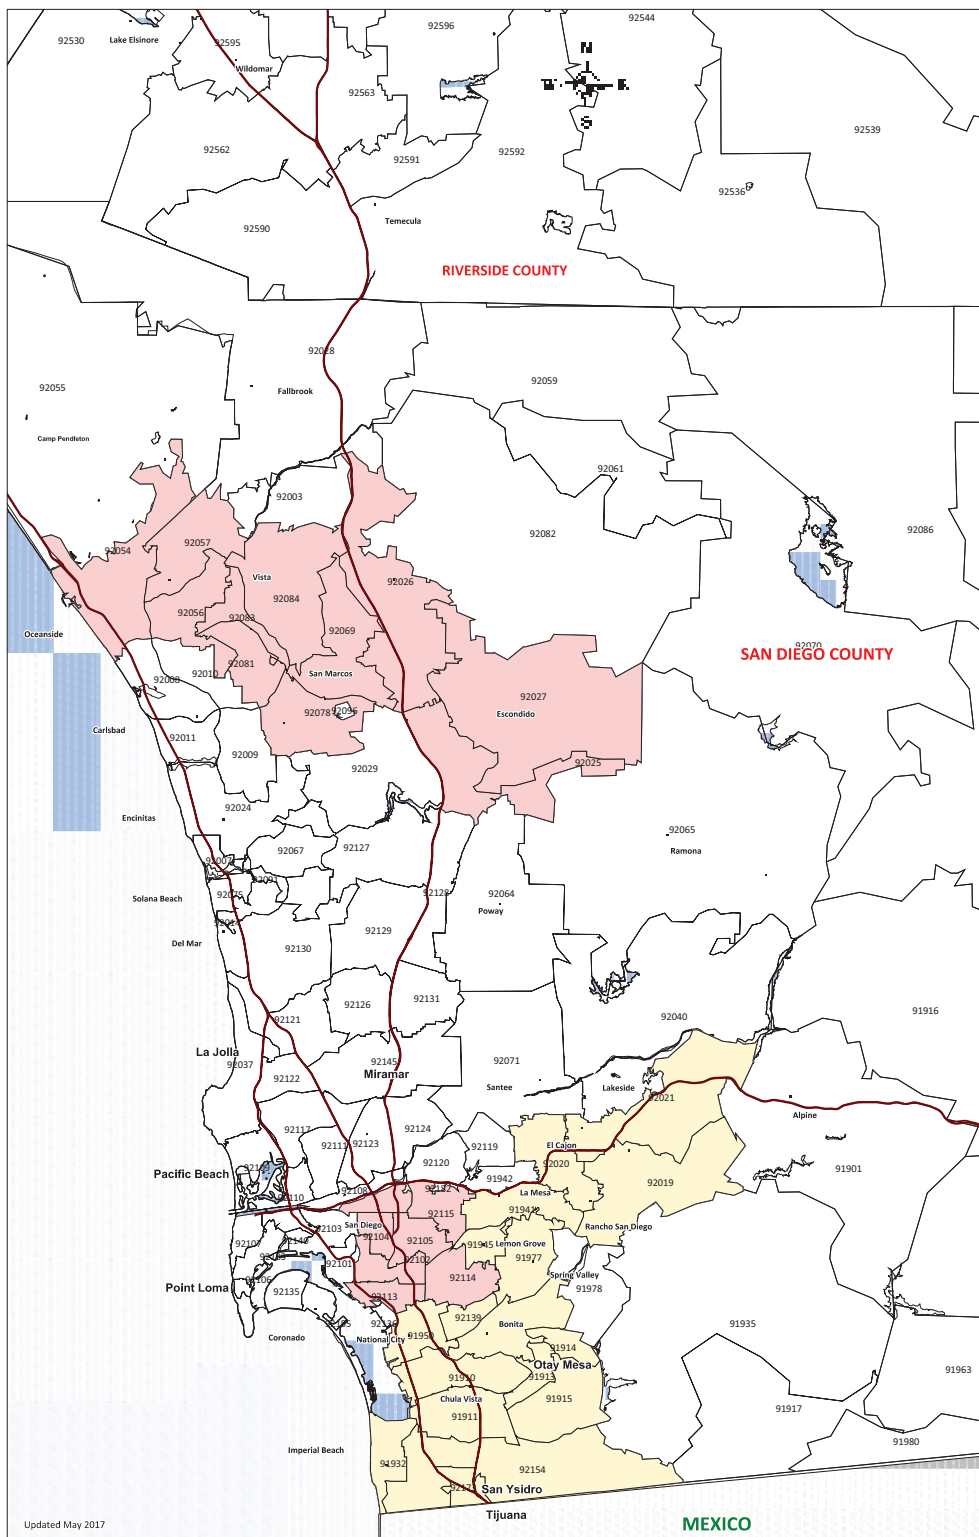 92530
Lake Elsinore
92595
Wildomar
92596
92544
N
E
S
92563
92539
92562
92591
92592
92536
Temecula
92590
RIVERSIDE COUNTY
92028
92055
Fallbrook
92059
Camp Pendleton
92061
92003
92082
92086
92054
92057
Vista
92026
92084
92056
92083
92069
Oceanside
92070
SAN DIEGO COUNTY
92081
92010
92008
San Marcos
92027
92078
92096
Escondido
Carlsbad
92011
92009
92029
92025
92024
Encinitas
92065
Ramona
92067
92127
92007
92091
92075
92128
92064
Solana Beach
Poway
92014
92129
Del Mar
92130
92126
92131
92121
92040
91916
La Jolla
92037
92145
Miramar
92071
92122
Santee
Lakeside
92021
Alpine
92117
92111
92123
92124
92119
El Cajon
92120
92020
91901
Pacific Beach
92109
91942
92019
92110
92108
92182
La Mesa
92115
91941
San Diego
Rancho San Diego
92103
92104
92105
91945
Lemon Grove
92107
92140
92101
92102
91977
92106
92114
Spring Valley
91978
Point Loma
92135
92113
92139
Bonita
91935
92136
Coronado
National City
91950
91914
Otay Mesa
91963
91910
91913
Chula Vista
91915
91917
91911
Imperial Beach
91980
91932
92154
92173
San Ysidro
Tijuana
Updated May 2017
MEXICO